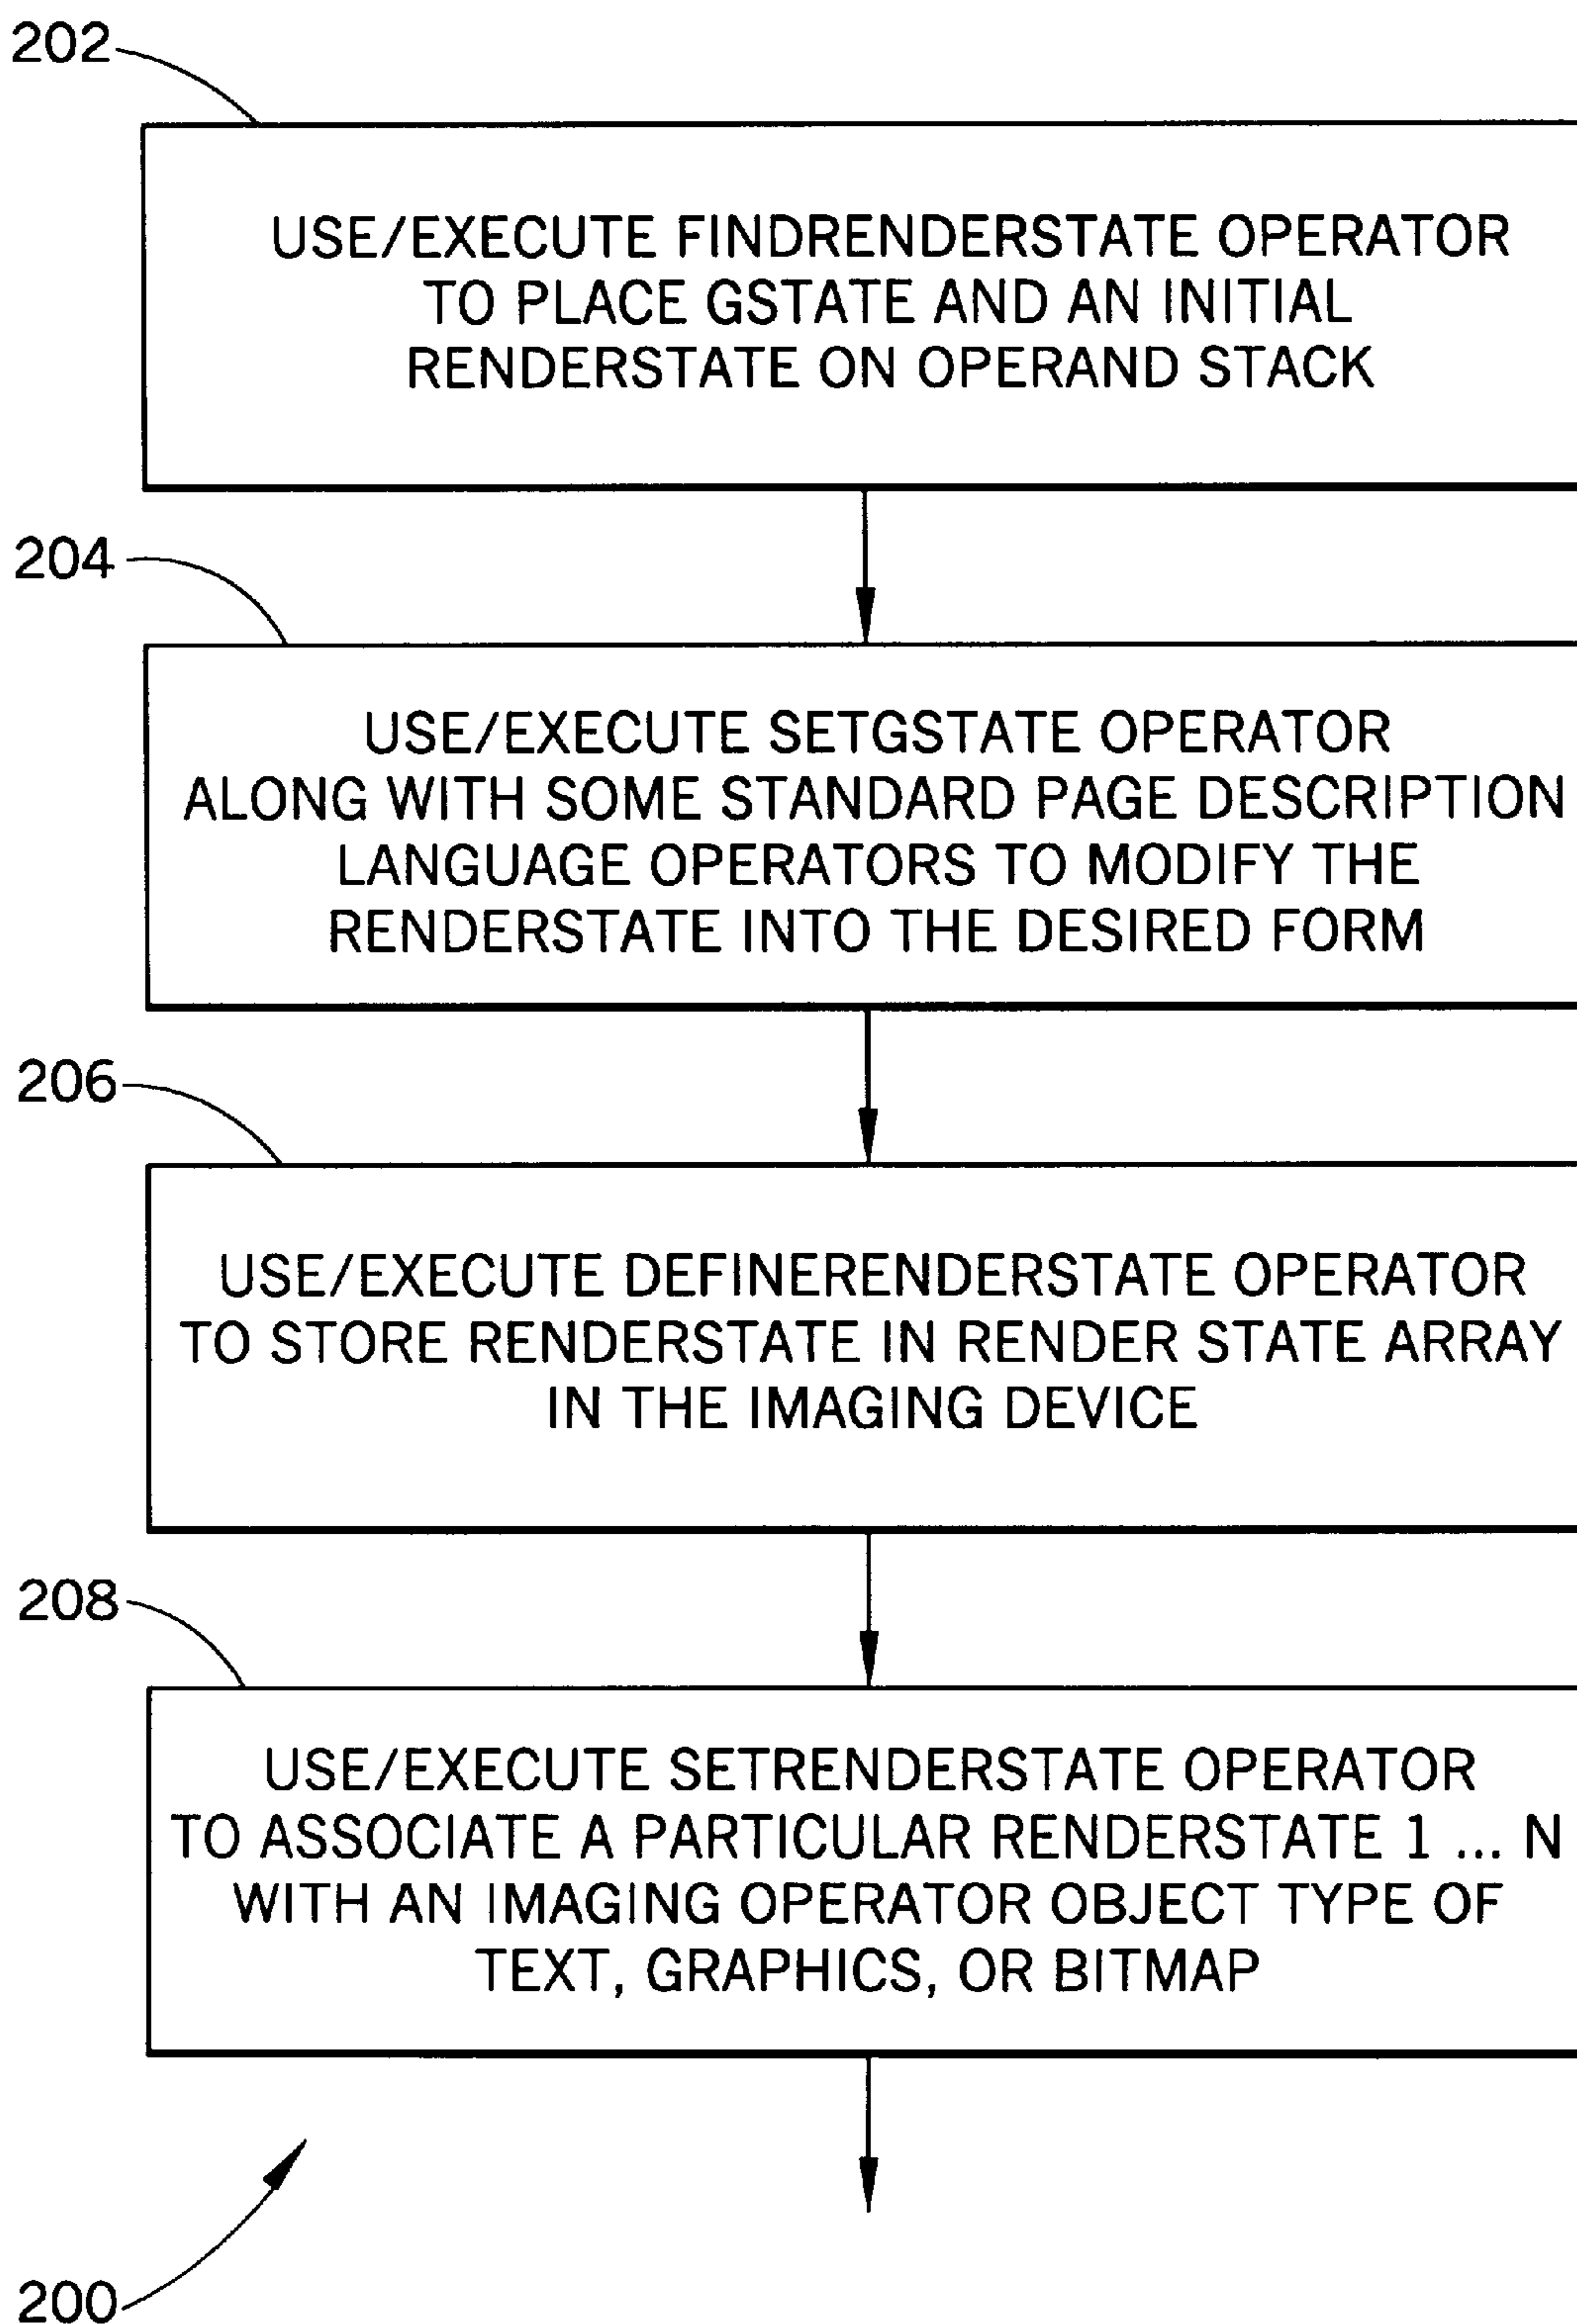 202
USE/EXECUTE FINDRENDERSTATE OPERATOR
TO PLACE GSTATE AND AN INITIAL
RENDERSTATE ON OPERAND STACK
204
USE/EXECUTE SETGSTATE OPERATOR
ALONG WITH SOME STANDARD PAGE DESCRIPTION
LANGUAGE OPERATORS TO MODIFY THE
RENDERSTATE INTO THE DESIRED FORM
206
USE/EXECUTE DEFINERENDERSTATE OPERATOR
TO STORE RENDERSTATE IN RENDER STATE ARRAY
IN THE IMAGING DEVICE
208
USE/EXECUTE SETRENDERSTATE OPERATOR
TO ASSOCIATE A PARTICULAR RENDERSTATE 1 ... N
WITH AN IMAGING OPERATOR OBJECT TYPE OF
TEXT, GRAPHICS, OR BITMAP
200